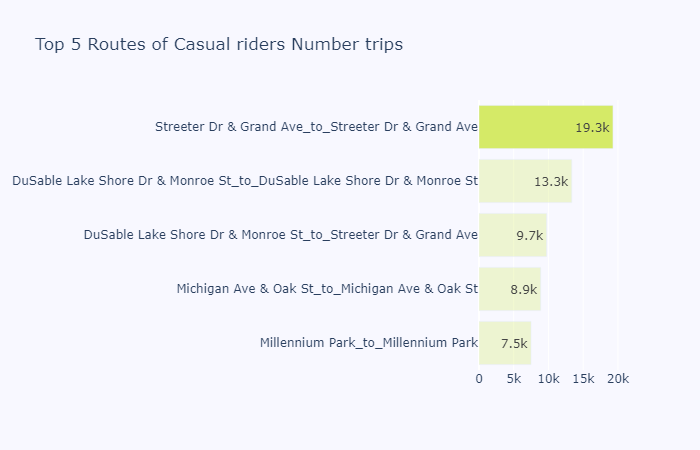 Top 5 Routes of Casual riders Number trips
Streeter Dr & Grand Ave_to_Streeter Dr & Grand Ave 19.3k
DuSable Lake Shore Dr & Monroe St_to_DuSable Lake Shore Dr & Monroe St 13.3k
DuSable Lake Shore Dr & Monroe St_to_Streeter Dr & Grand Ave 9.7k
Michigan Ave & Oak St_to_Michigan Ave & Oak St 8.9k
Millennium Park_to_Millennium Park 7.5k
0 5k 10k 15k 20k